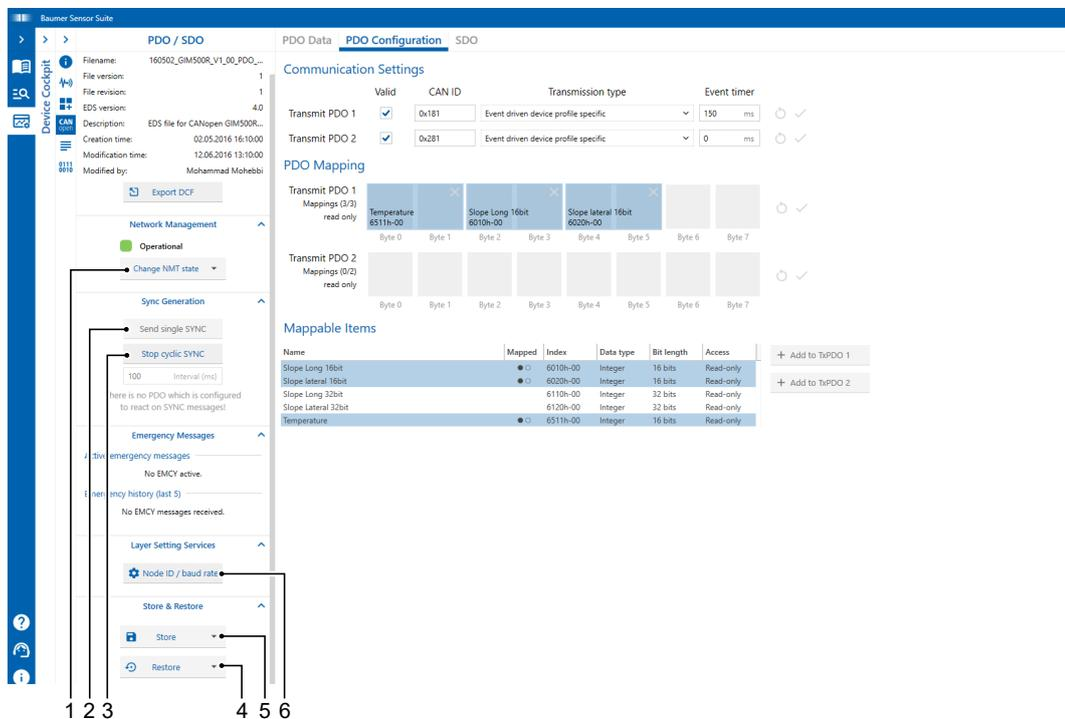 Baumer Sensor Suite
Device Cockpit
CAN
open
0111
0010
PDO / SDO
Filename: 160502_GIM500R_V1_00_PDO_...
File version: 1
File revision: 1
EDS version: 4.0
Description: EDS file for CANopen GIM500R...
Creation time: 02.05.2016 16:10:00
Modification time: 12.06.2016 13:10:00
Modified by: Mohammad Mohebbi
Export DCF
Network Management
Operational
Change NMT state
Sync Generation
Send single SYNC
Stop cyclic SYNC
100 Interval (ms)
here is no PDO which is configured
to react on SYNC messages!
Emergency Messages
Active emergency messages
No EMCY active.
Emergency history (last 5)
No EMCY messages received.
Layer Setting Services
Node ID / baud rate
Store & Restore
Store
Restore
PDO Data PDO Configuration SDO
Communication Settings
Valid CAN ID Transmission type Event timer
Transmit PDO 1 0x181 Event driven device profile specific 150 ms
Transmit PDO 2 0x281 Event driven device profile specific 0 ms
PDO Mapping
Transmit PDO 1
Mappings (3/3)
read only
Temperature
6511h-00
Slope Long 16bit
6010h-00
Slope lateral 16bit
6020h-00
Byte 0 Byte 1 Byte 2 Byte 3 Byte 4 Byte 5 Byte 6 Byte 7
Transmit PDO 2
Mappings (0/2)
read only
Byte 0 Byte 1 Byte 2 Byte 3 Byte 4 Byte 5 Byte 6 Byte 7
Mappable Items
Name Mapped Index Data type Bit length Access
Slope Long 16bit 6010h-00 Integer 16 bits Read-only
Slope lateral 16bit 6020h-00 Integer 16 bits Read-only
Slope Long 32bit 6110h-00 Integer 32 bits Read-only
Slope Lateral 32bit 6120h-00 Integer 32 bits Read-only
Temperature 6511h-00 Integer 16 bits Read-only
+ Add to TxPDO 1
+ Add to TxPDO 2
1 2 3 4 5 6